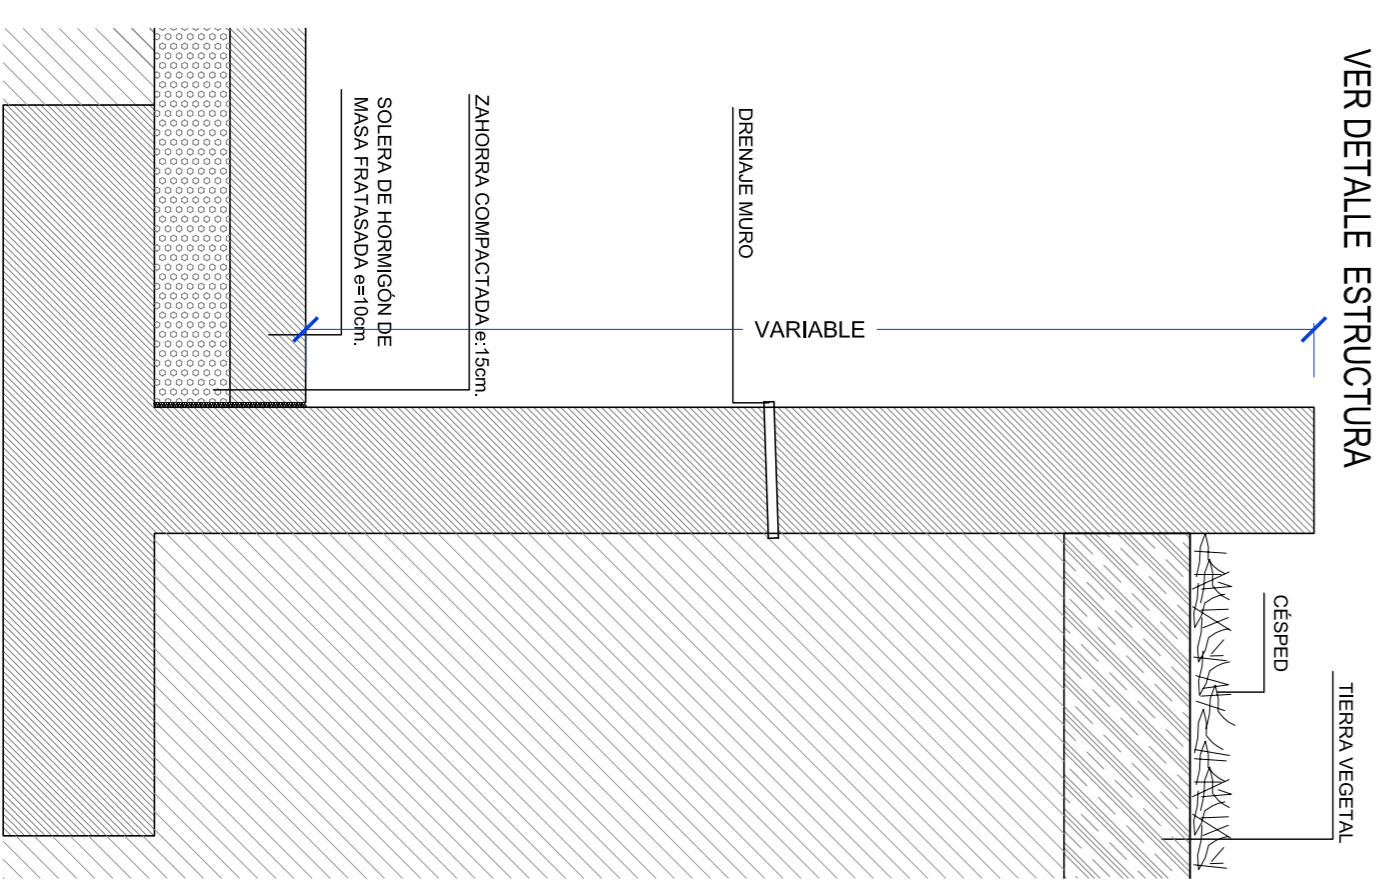 VER DETALLE ESTRUCTURA
TIERRA VEGETAL
CÉSPED
VARIABLE
DRENAJE MURO
ZAHORRA COMPACTADA e:15cm.
SOLERA DE HORMIGÓN DE
MASA FRATASADA e=10cm.